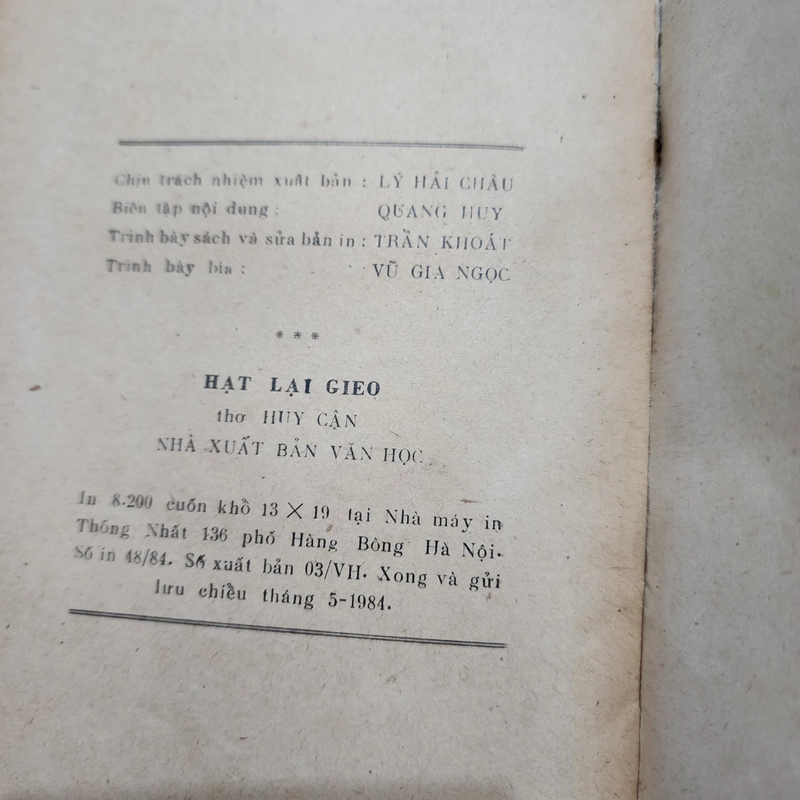 Chịu trách nhiệm xuất bản : LÝ HẢI CHÂU
Biên tập nội dung : QUANG HUY
Trình bày sách và sửa bản in : TRẦN KHOÁT
Trình bày bìa : VŨ GIA NGỌC
* * *
HẠT LẠI GIEO
thơ HUY CẬN
NHÀ XUẤT BẢN VĂN HỌC
In 8.200 cuốn khổ 13 × 19 tại Nhà máy in
Thống Nhất 136 phố Hàng Bông Hà Nội.
Số in 48/84. Số xuất bản 03/VH. Xong và gửi
lưu chiều tháng 5-1984.